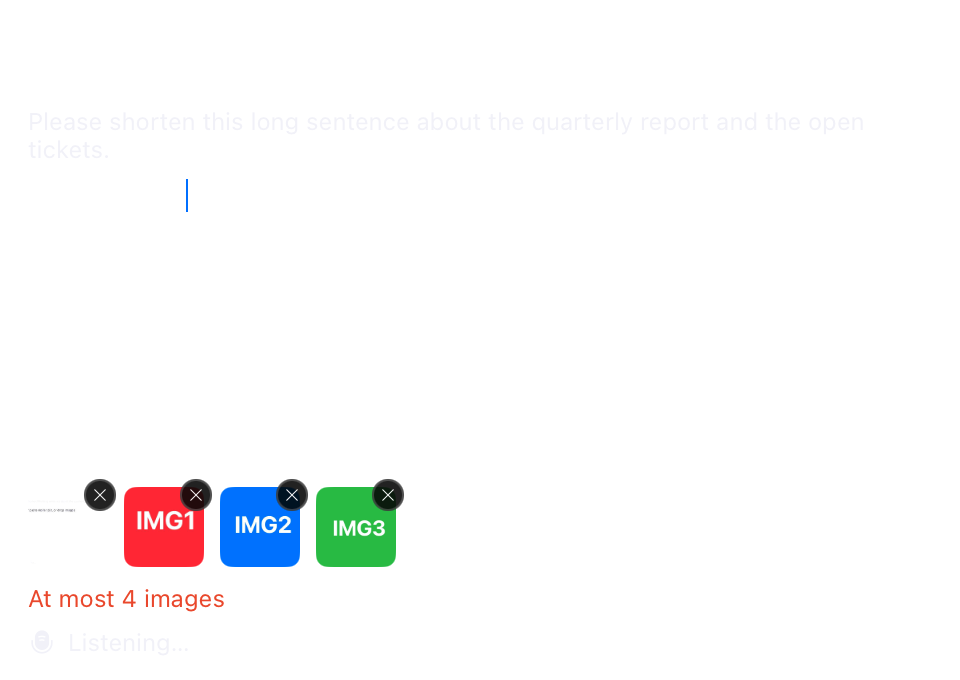 Please shorten this long sentence about the quarterly report and the open
tickets.
IMG1
IMG2
IMG3
At most 4 images
Listening...